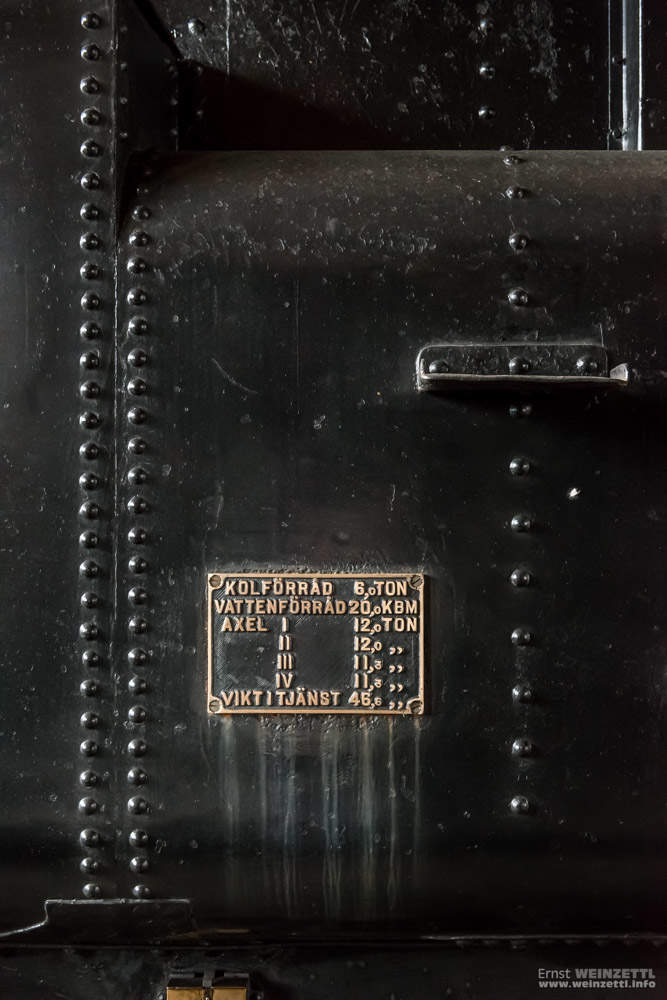 KOLFÖRRÅD 6,0 TON
VATTENFÖRRÅD 20,0 KBM
AXEL I 12,0 TON
II 12,0 ,,
III 11,3 ,,
IV 11,3 ,,
VIKT I TJÄNST 46,6 ,,
Ernst WEINZETTL
www.weinzettl.info